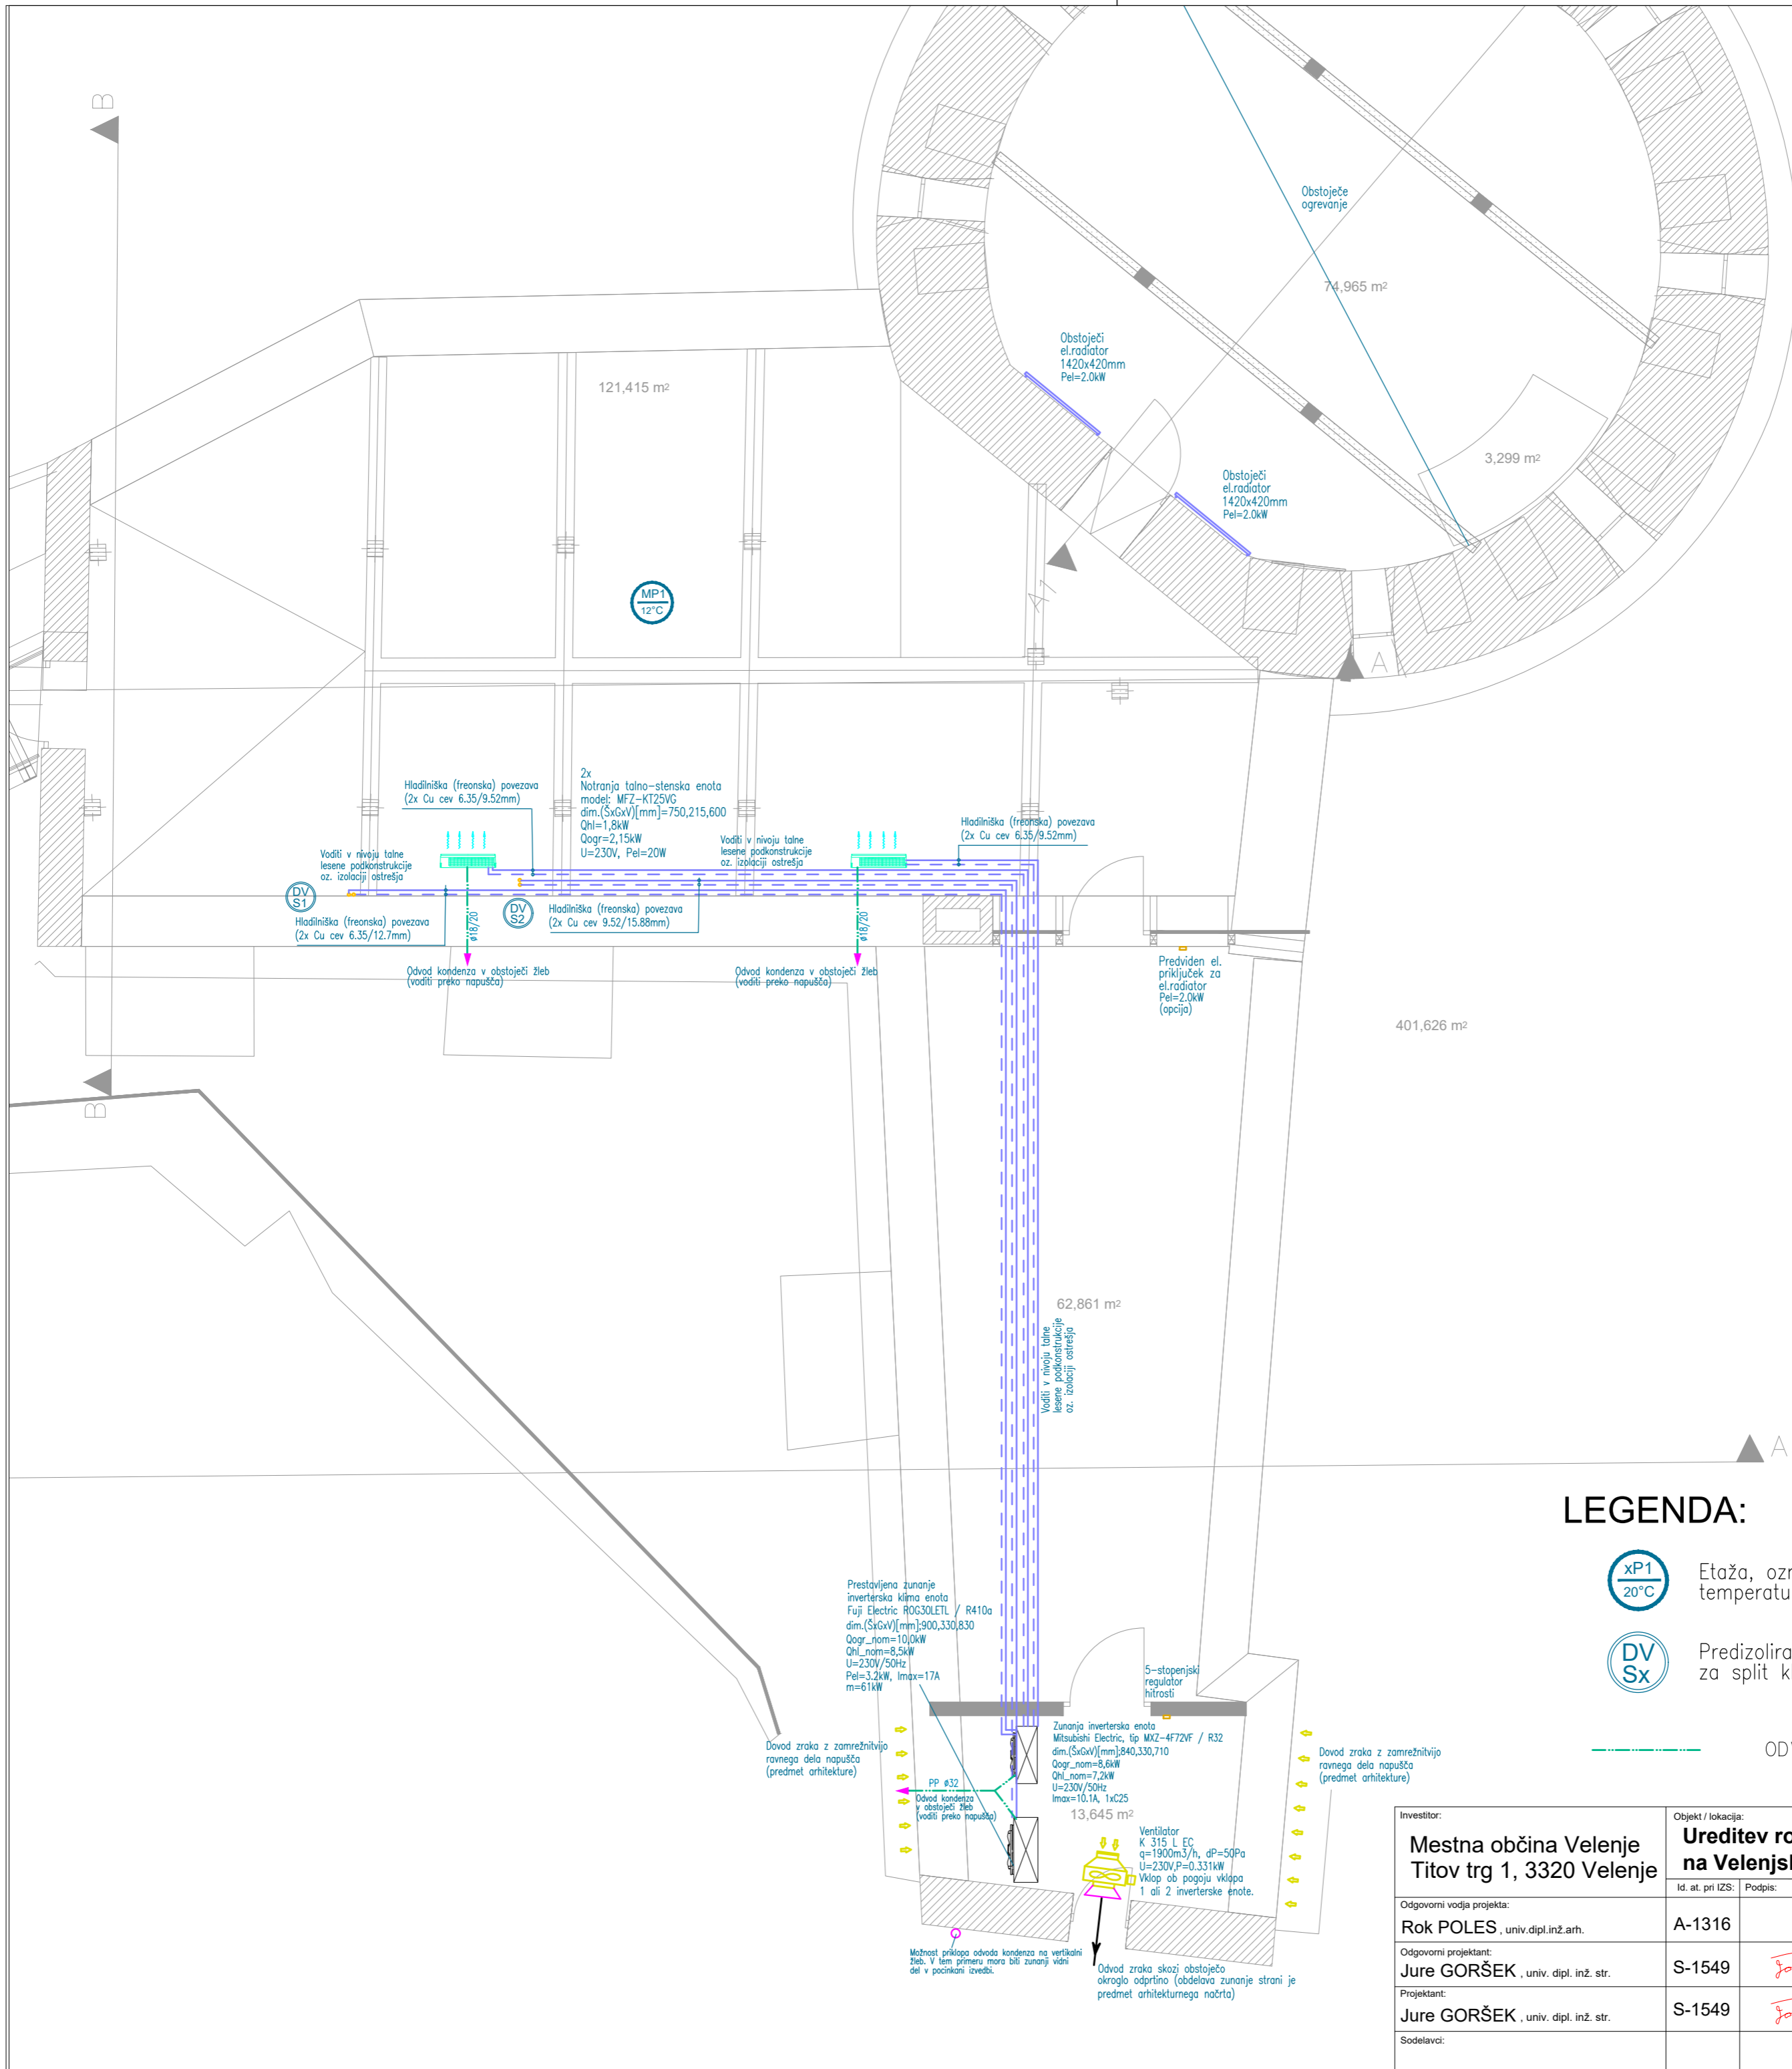 B
Obstoječe
ogrevanje
74,965 m²
Obstoječi
el.radiator
1420x420mm
Pel=2.0kW
121,415 m²
3,299 m²
Obstoječi
el.radiator
1420x420mm
Pel=2.0kW
MP1
12°C
A
A
2x
Notranja talno-stenska enota
model: MFZ-KT25VG
dim.(ŠxGxV)[mm]=750,215,600
Qhl=1,8kW
Qogr=2,15kW
U=230V, Pel=20W
Hladilniška (freonska) povezava
(2x Cu cev 6.35/9.52mm)
Voditi v nivoju talne
lesene podkonstrukcije
oz. izolaciji ostrešja
Voditi v nivoju talne
lesene podkonstrukcije
oz. izolaciji ostrešja
Hladilniška (freonska) povezava
(2x Cu cev 6.35/9.52mm)
DV
S1
DV
S2
Hladilniška (freonska) povezava
(2x Cu cev 6.35/12.7mm)
Hladilniška (freonska) povezava
(2x Cu cev 9.52/15.88mm)
ø18/20
ø18/20
Odvod kondenza v obstoječi žleb
(voditi preko napušča)
Odvod kondenza v obstoječi žleb
(voditi preko napušča)
Predviden el.
priključek za
el.radiator
Pel=2.0kW
(opcija)
401,626 m²
B
62,861 m²
Voditi v nivoju talne
lesene podkonstrukcije
oz. izolaciji ostrešja
A
LEGENDA:
xP1
20°C
Etaža, ozn
temperatu
DV
Sx
Predizolira
za split k
OD
Prestavljena zunanje
inverterska klima enota
Fuji Electric ROG30LETL / R410a
dim.(ŠxGxV)[mm];900,330,830
Qogr_nom=10,0kW
Qhl_nom=8,5kW
U=230V/50Hz
Pel=3.2kW, Imax=17A
m=61kW
5-stopenjski
regulator
hitrosti
Zunanja inverterska enota
Mitsubishi Electric, tip MXZ-4F72VF / R32
dim.(ŠxGxV)[mm];840,330,710
Qogr_nom=8,6kW
Qhl_nom=7,2kW
U=230V/50Hz
Imax=10.1A, 1xC25
Dovod zraka z zamrežnitvijo
ravnega dela napušča
(predmet arhitekture)
Dovod zraka z zamrežnitvijo
ravnega dela napušča
(predmet arhitekture)
PP ø32
Odvod kondenza
v obstoječi žleb
(voditi preko napušča)
13,645 m²
Ventilator
K 315 L EC
q=1900m3/h, dP=50Pa
U=230V,P=0.331kW
Vklop ob pogoju vklopa
1 ali 2 inverterske enote.
Možnost priklopa odvoda kondenza na vertikalni
žleb. V tem primeru mora biti zunanji vidni
del v pocinkani izvedbi.
Odvod zraka skozi obstoječo
okroglo odprtino (obdelava zunanje strani je
predmet arhitekturnega načrta)
Investitor:
Mestna občina Velenje
Titov trg 1, 3320 Velenje
Objekt / lokacija:
Ureditev ro
na Velenjsk
Id. at. pri IZS:
Podpis:
Odgovorni vodja projekta:
Rok POLES , univ.dipl.inž.arh.
A-1316
Odgovorni projektant:
Jure GORŠEK , univ. dipl. inž. str.
S-1549
Projektant:
Jure GORŠEK , univ. dipl. inž. str.
S-1549
Sodelavci: